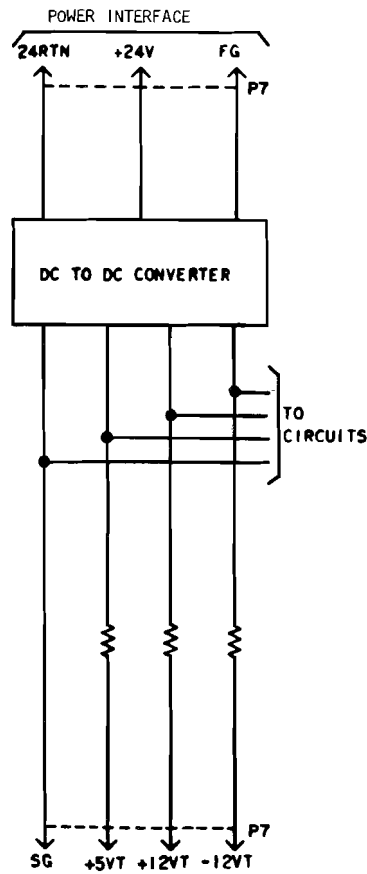 POWER INTERFACE
24RTN +24V FG
P7
DC TO DC CONVERTER
TO
CIRCUITS
P7
SG +5VT +12VT -12VT